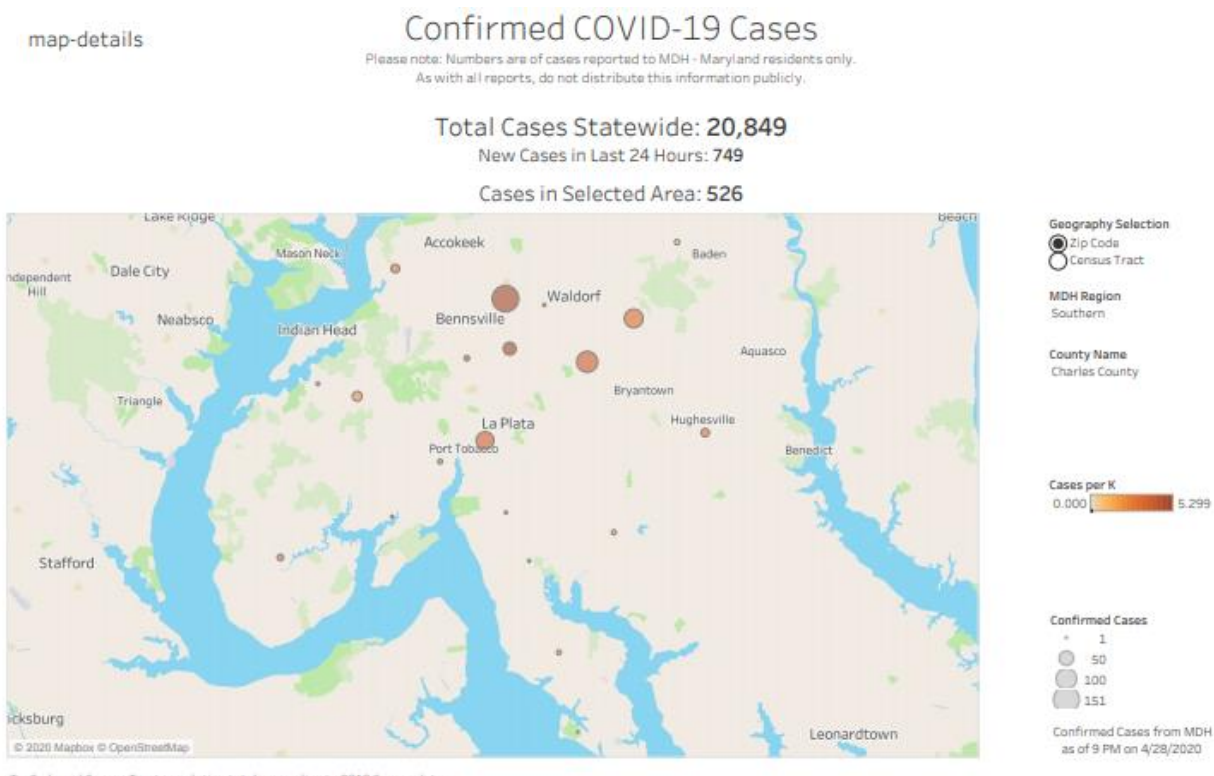 map-details
Confirmed COVID-19 Cases
Please note: Numbers are of cases reported to MDH - Maryland residents only.
As with all reports, do not distribute this information publicly.
Total Cases Statewide: 20,849
New Cases in Last 24 Hours: 749
Cases in Selected Area: 526
Lake Ridge
Beach
Accokeek
Mason Neck
Baden
Dale City
ndependent
Hill
Waldorf
Neabsco
Bennsville
Indian Head
Aquasco
Bryantown
Triangle
La Plata
Hughesville
Port Tobacco
Benedict
Stafford
icksburg
Leonardtown
© 2020 Mapbox © OpenStreetMap
Geography Selection
Zip Code
Census Tract
MDH Region
Southern
County Name
Charles County
Cases per K
0.000 5.299
Confirmed Cases
1
50
100
151
Confirmed Cases from MDH
as of 9 PM on 4/28/2020